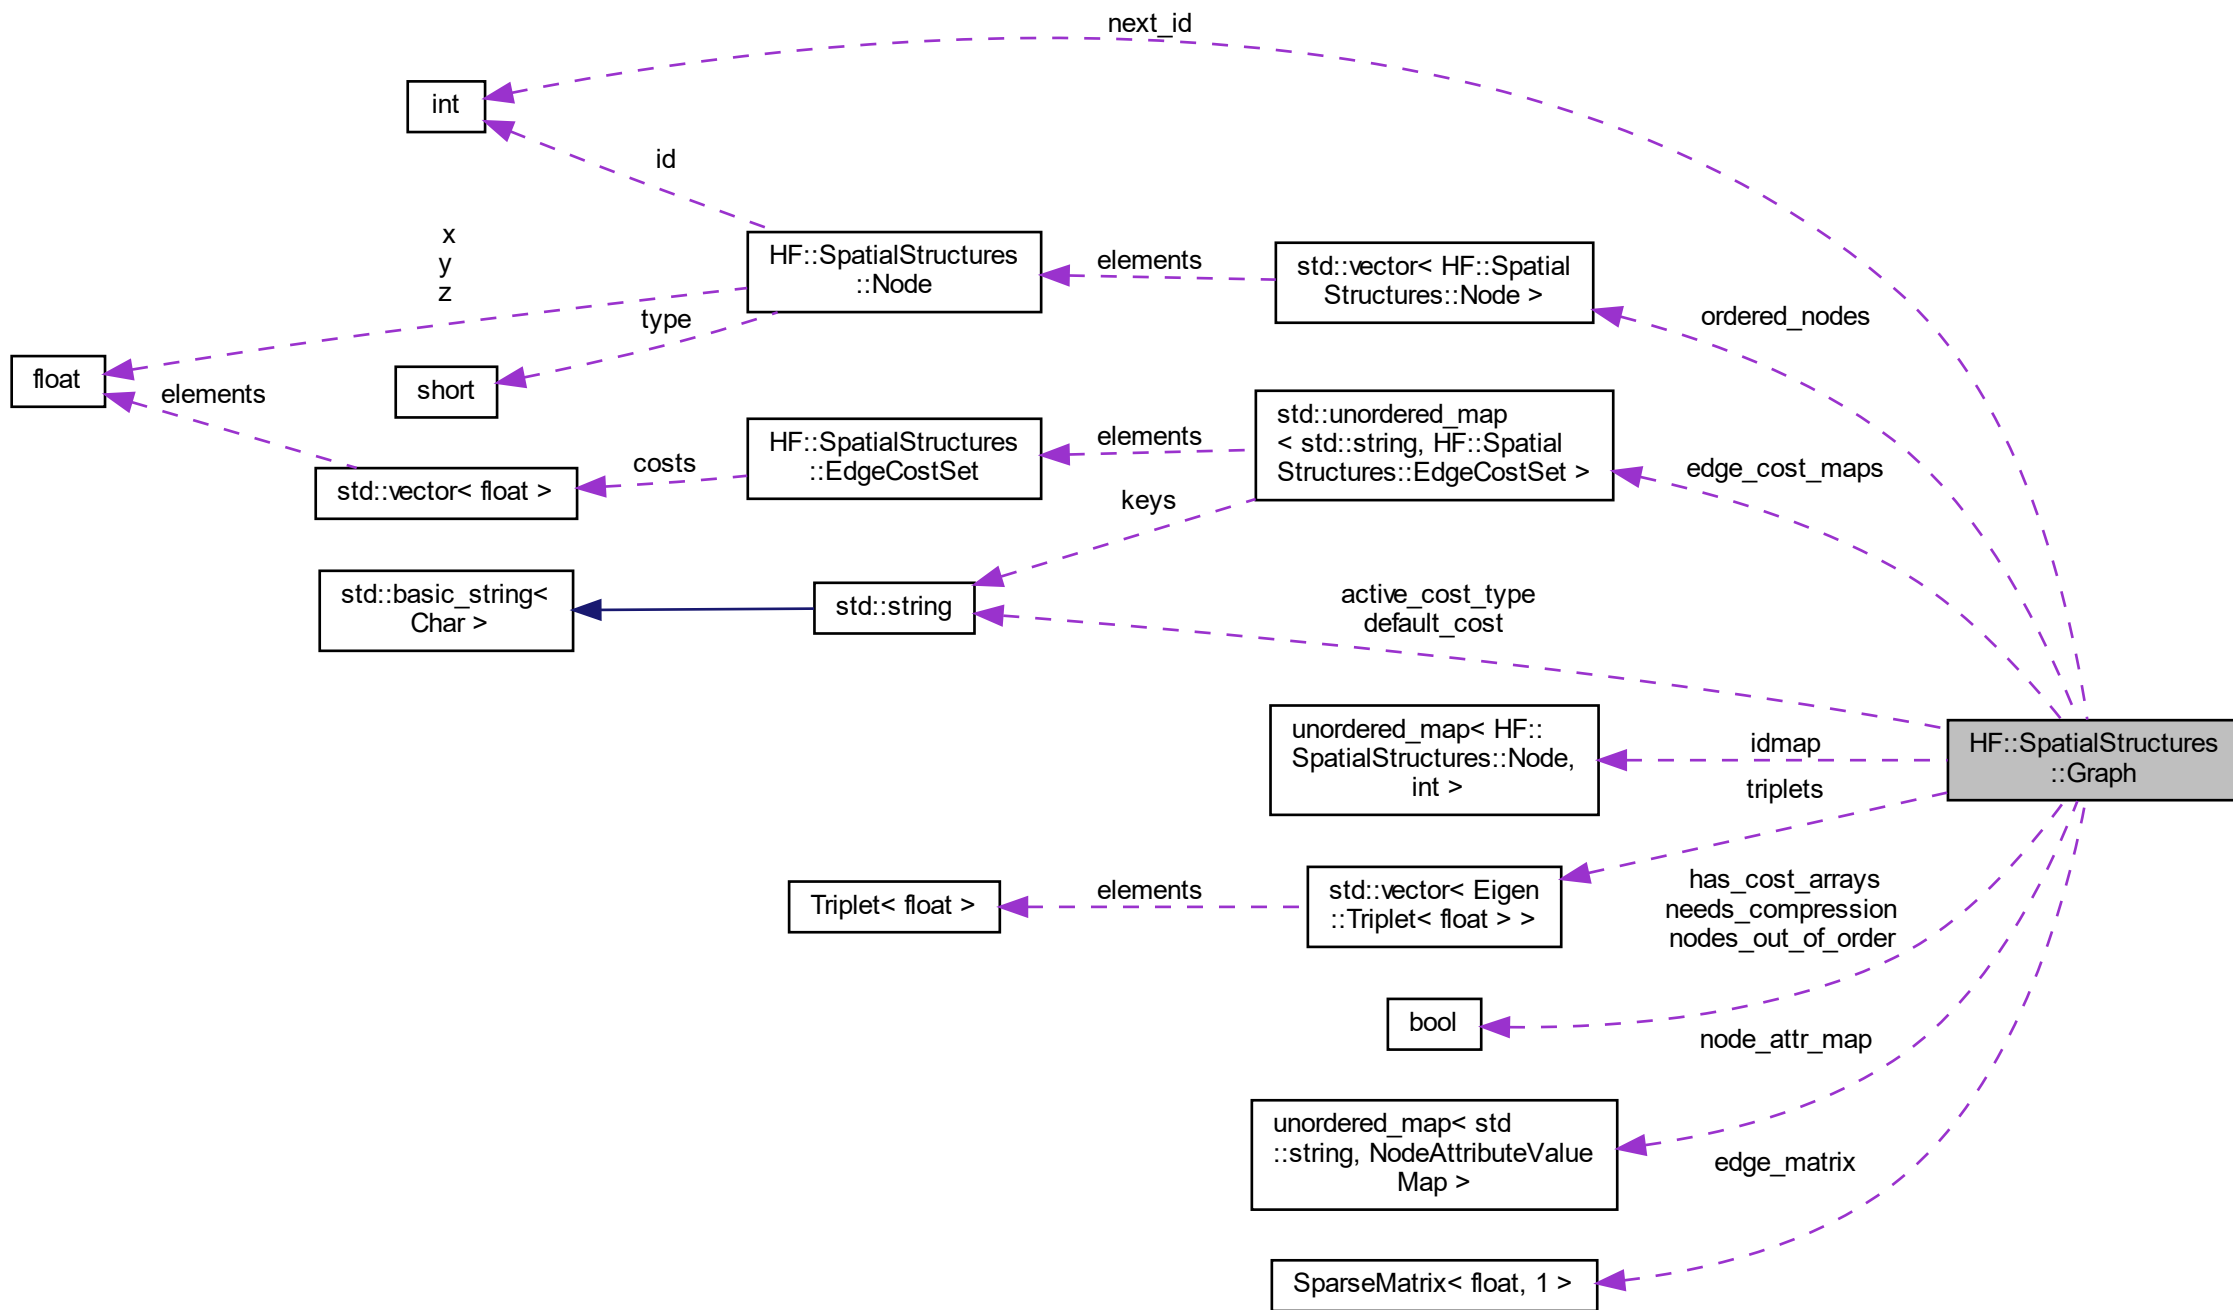 next_id
int
id
x
y
z
HF::SpatialStructures
::Node
elements
std::vector< HF::Spatial
Structures::Node >
ordered_nodes
type
float
short
elements
HF::SpatialStructures
::EdgeCostSet
costs
std::vector< float >
elements
std::unordered_map
< std::string, HF::Spatial
Structures::EdgeCostSet >
edge_cost_maps
keys
std::basic_string<
Char >
std::string
active_cost_type
default_cost
unordered_map< HF::
SpatialStructures::Node,
int >
idmap
HF::SpatialStructures
::Graph
triplets
Triplet< float >
elements
std::vector< Eigen
::Triplet< float > >
has_cost_arrays
needs_compression
nodes_out_of_order
bool
node_attr_map
unordered_map< std
::string, NodeAttributeValue
Map >
edge_matrix
SparseMatrix< float, 1 >